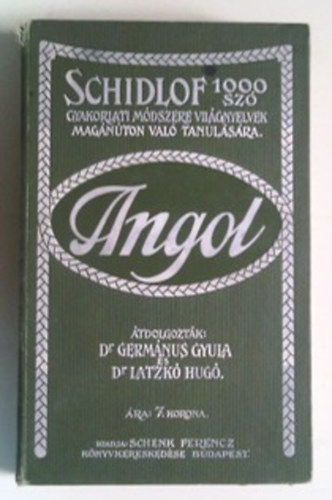 SCHIDLOF 1000 SZÓ
GYAKORLATI MÓDSZERE VILÁGNYELVEK
MAGÁNÚTON VALÓ TANULÁSÁRA.
Angol
ÁTDOLGOZTÁK:
Dr GERMÁNUS GYULA
ÉS
Dr LATZKÓ HUGÓ.
ÁRA: 7 KORONA.
KIADJA: SCHENK FERENCZ
KÖNYVKERESKEDÉSE BUDAPEST.